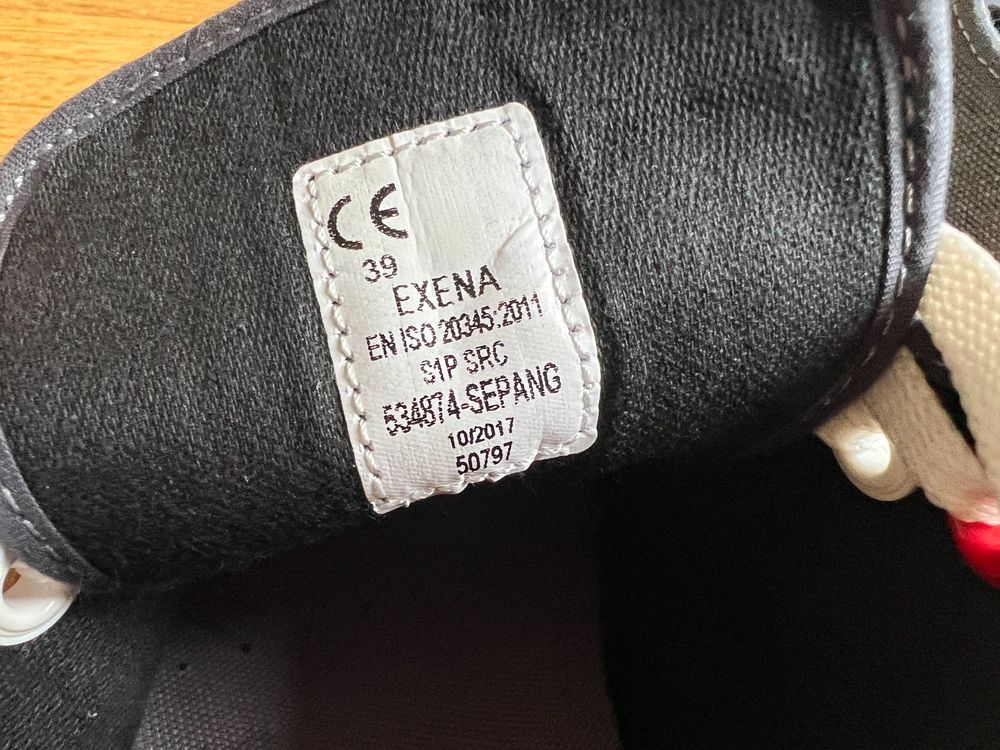 CE
39
EXENA
EN ISO 20345:2011
S1P SRC
534874-SEPANG
10/2017
50797